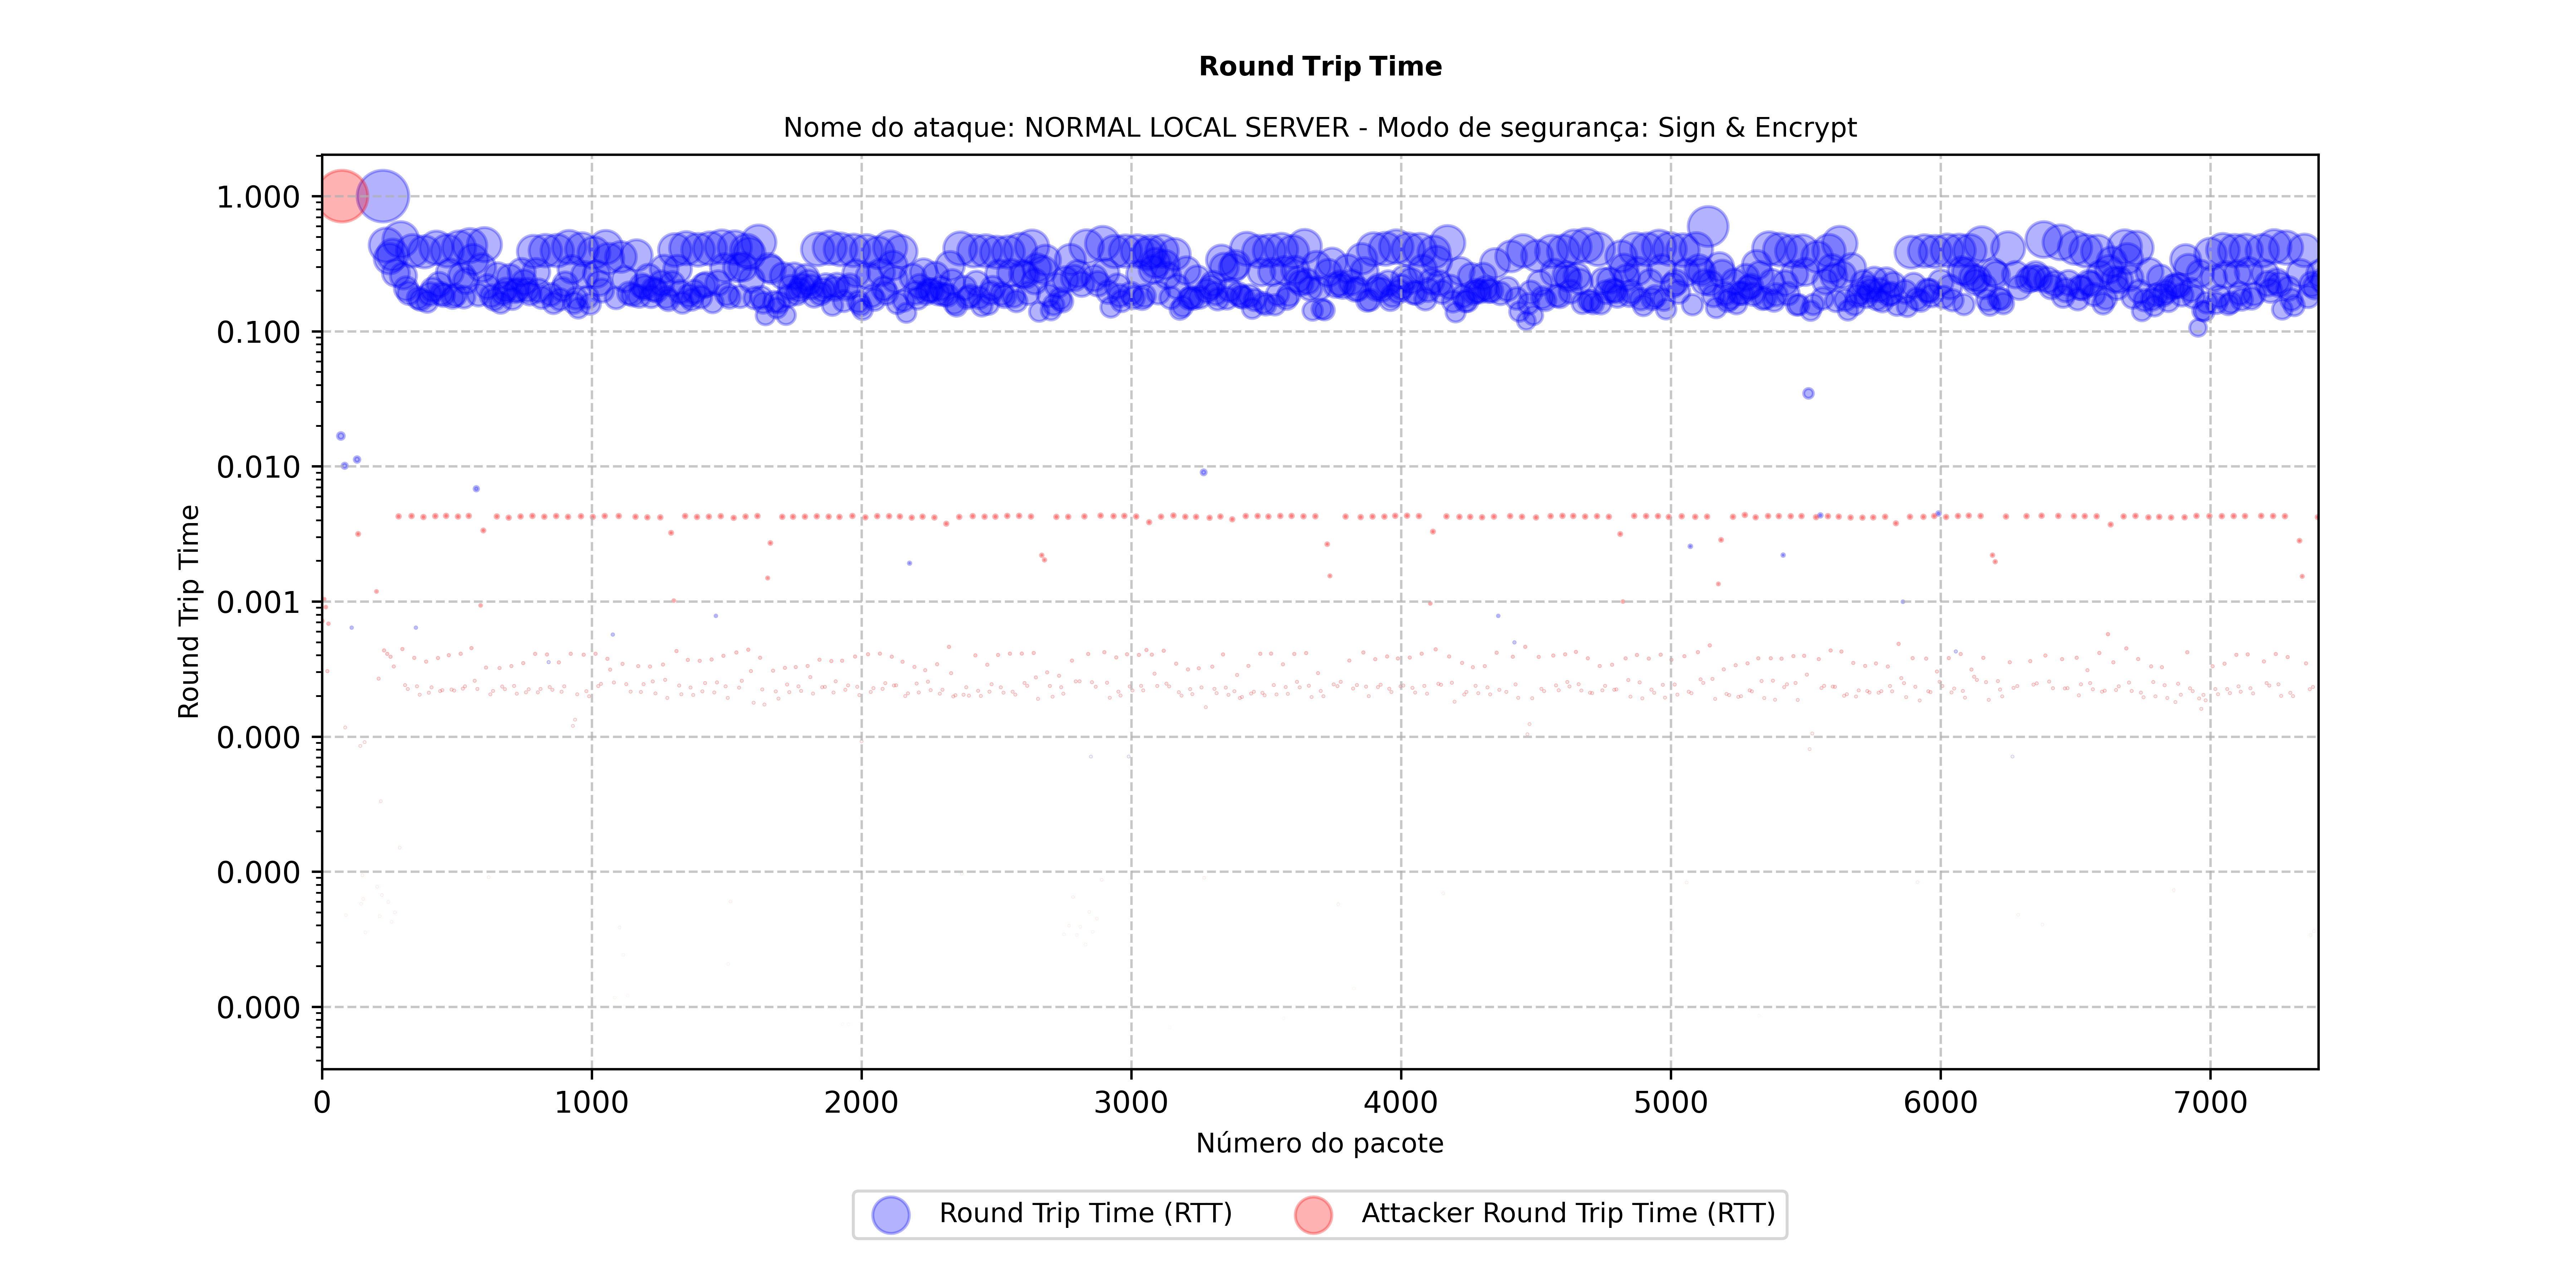 Round Trip Time
Nome do ataque: NORMAL LOCAL SERVER - Modo de segurança: Sign & Encrypt
Round Trip Time
1.000
0.100
0.010
0.001
0.000
0.000
0.000
0 1000 2000 3000 4000 5000 6000 7000
Número do pacote
Round Trip Time (RTT) Attacker Round Trip Time (RTT)